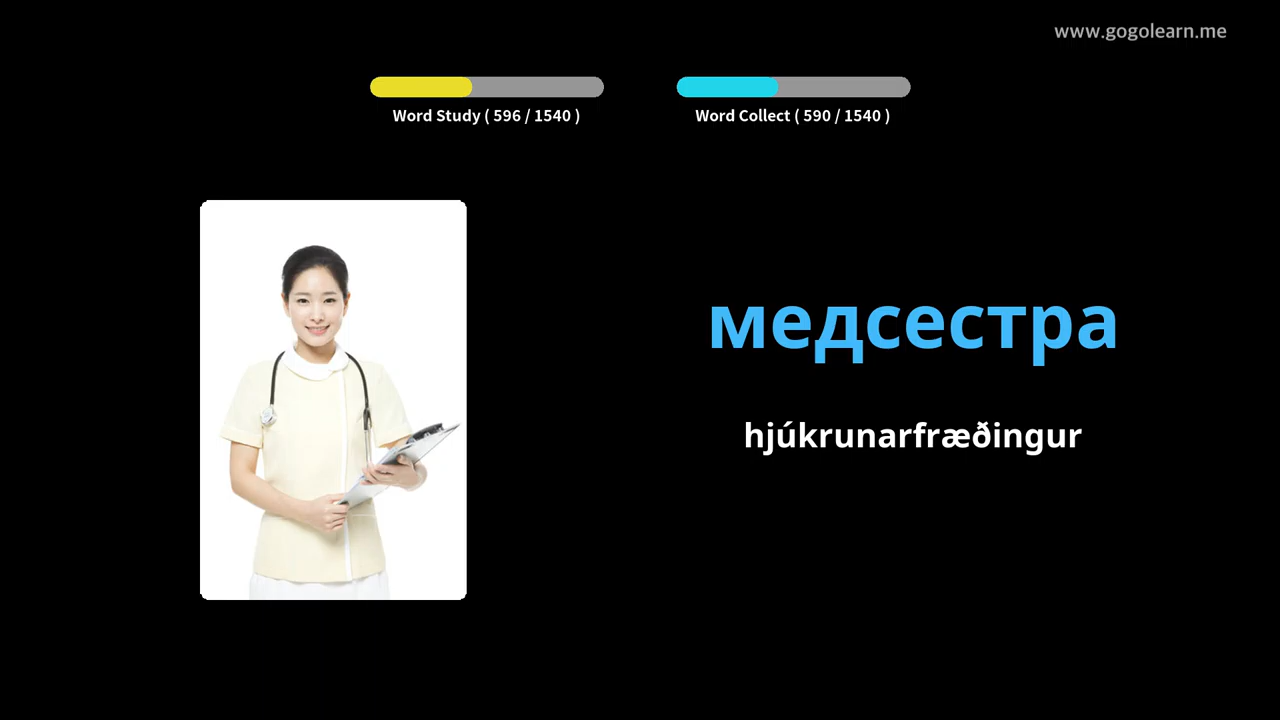 www.gogolearn.me
Word Study ( 596 / 1540 )
Word Collect ( 590 / 1540 )
медсестра
hjúkrunarfræðingur